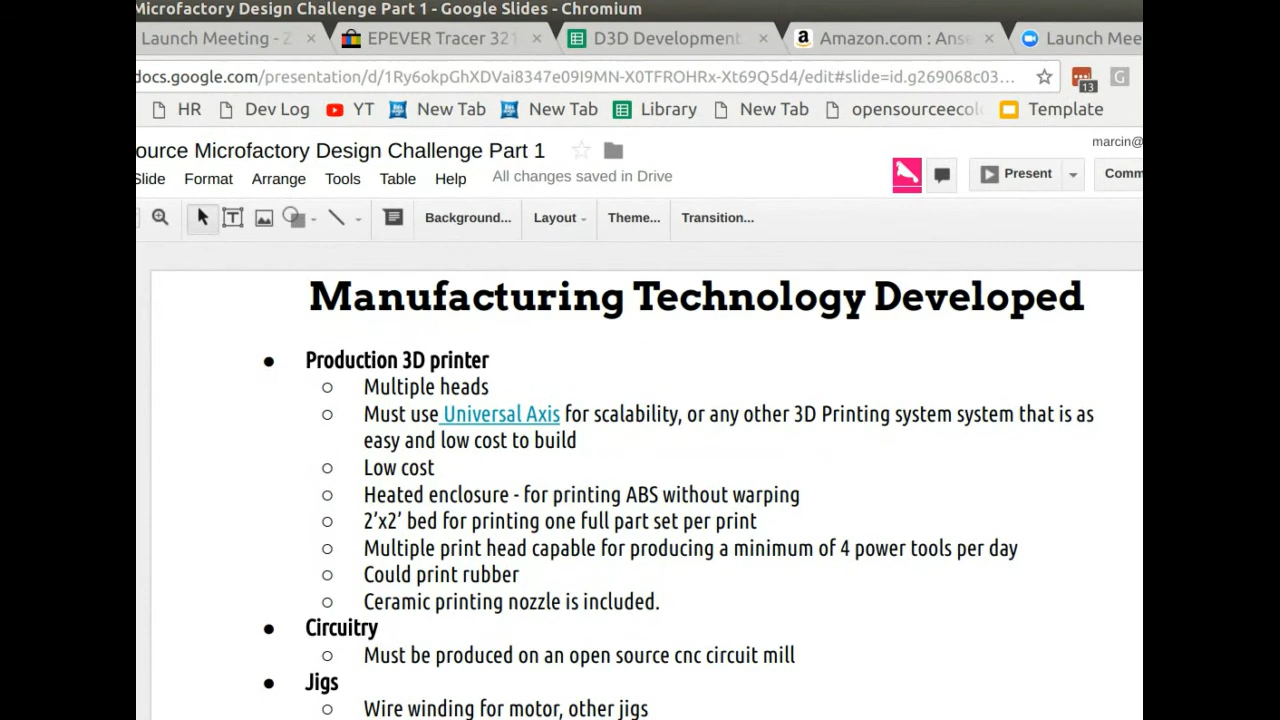 Microfactory Design Challenge Part 1 - Google Slides - Chromium
Launch Meeting - Z × EPEVER Tracer 321 × D3D Development × Amazon.com : Anse × Launch Mee
docs.google.com/presentation/d/1Ry6okpGhXDVai8347e09I9MN-X0TFROHRx-Xt69Q5d4/edit#slide=id.g269068c03... 13 G
HR Dev Log YT New Tab New Tab Library New Tab opensourceecol Template
ource Microfactory Design Challenge Part 1 marcin@
Slide Format Arrange Tools Table Help All changes saved in Drive Present Comm
Background... Layout Theme... Transition...
Manufacturing Technology Developed
● Production 3D printer
○ Multiple heads
○ Must use Universal Axis for scalability, or any other 3D Printing system system that is as
easy and low cost to build
○ Low cost
○ Heated enclosure - for printing ABS without warping
○ 2'x2' bed for printing one full part set per print
○ Multiple print head capable for producing a minimum of 4 power tools per day
○ Could print rubber
○ Ceramic printing nozzle is included.
● Circuitry
○ Must be produced on an open source cnc circuit mill
● Jigs
○ Wire winding for motor, other jigs